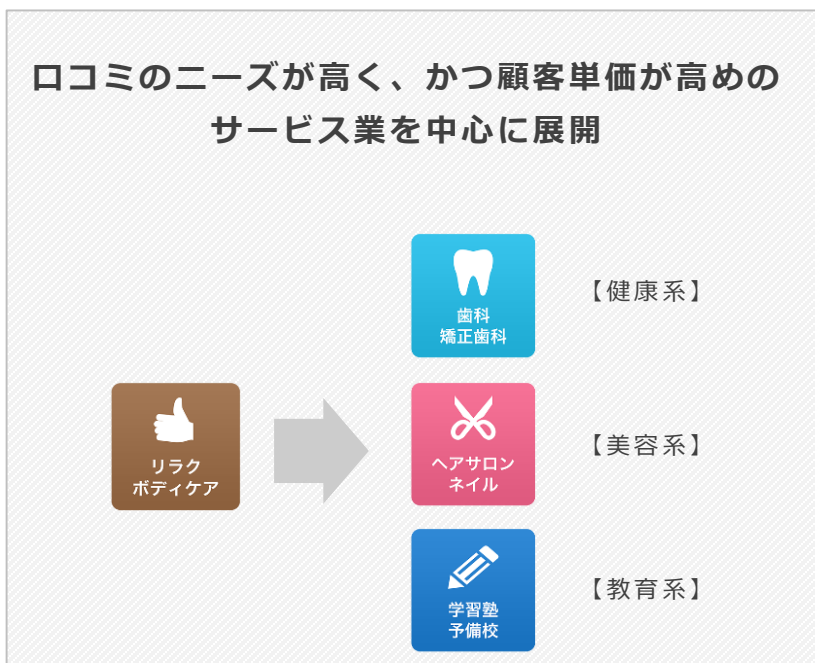 口コミのニーズが高く、かつ顧客単価が高めの
サービス業を中心に展開
歯科
矯正歯科
【健康系】
リラク
ボディケア
ヘアサロン
ネイル
【美容系】
学習塾
予備校
【教育系】